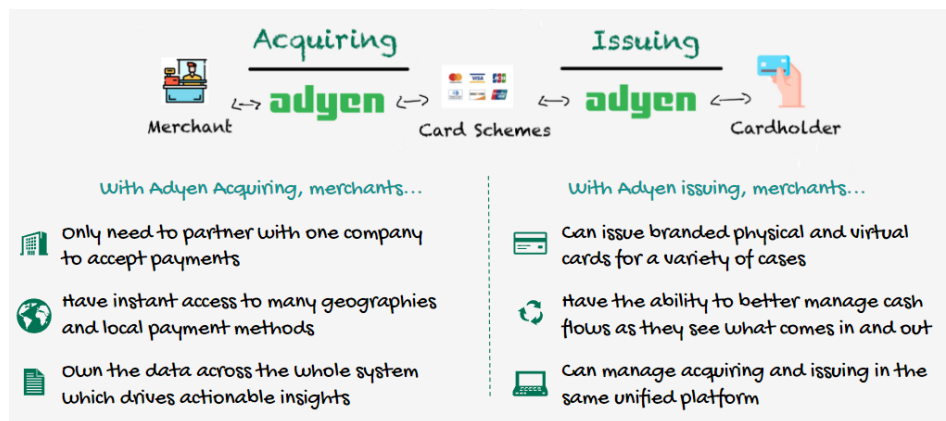 Acquiring
Issuing
adyen
adyen
Merchant
Card Schemes
Cardholder
With Adyen Acquiring, merchants...
Only need to partner with one company
to accept payments
Have instant access to many geographies
and local payment methods
Own the data across the whole system
which drives actionable insights
With Adyen issuing, merchants...
Can issue branded physical and virtual
cards for a variety of cases
Have the ability to better manage cash
flows as they see what comes in and out
Can manage acquiring and issuing in the
same unified platform